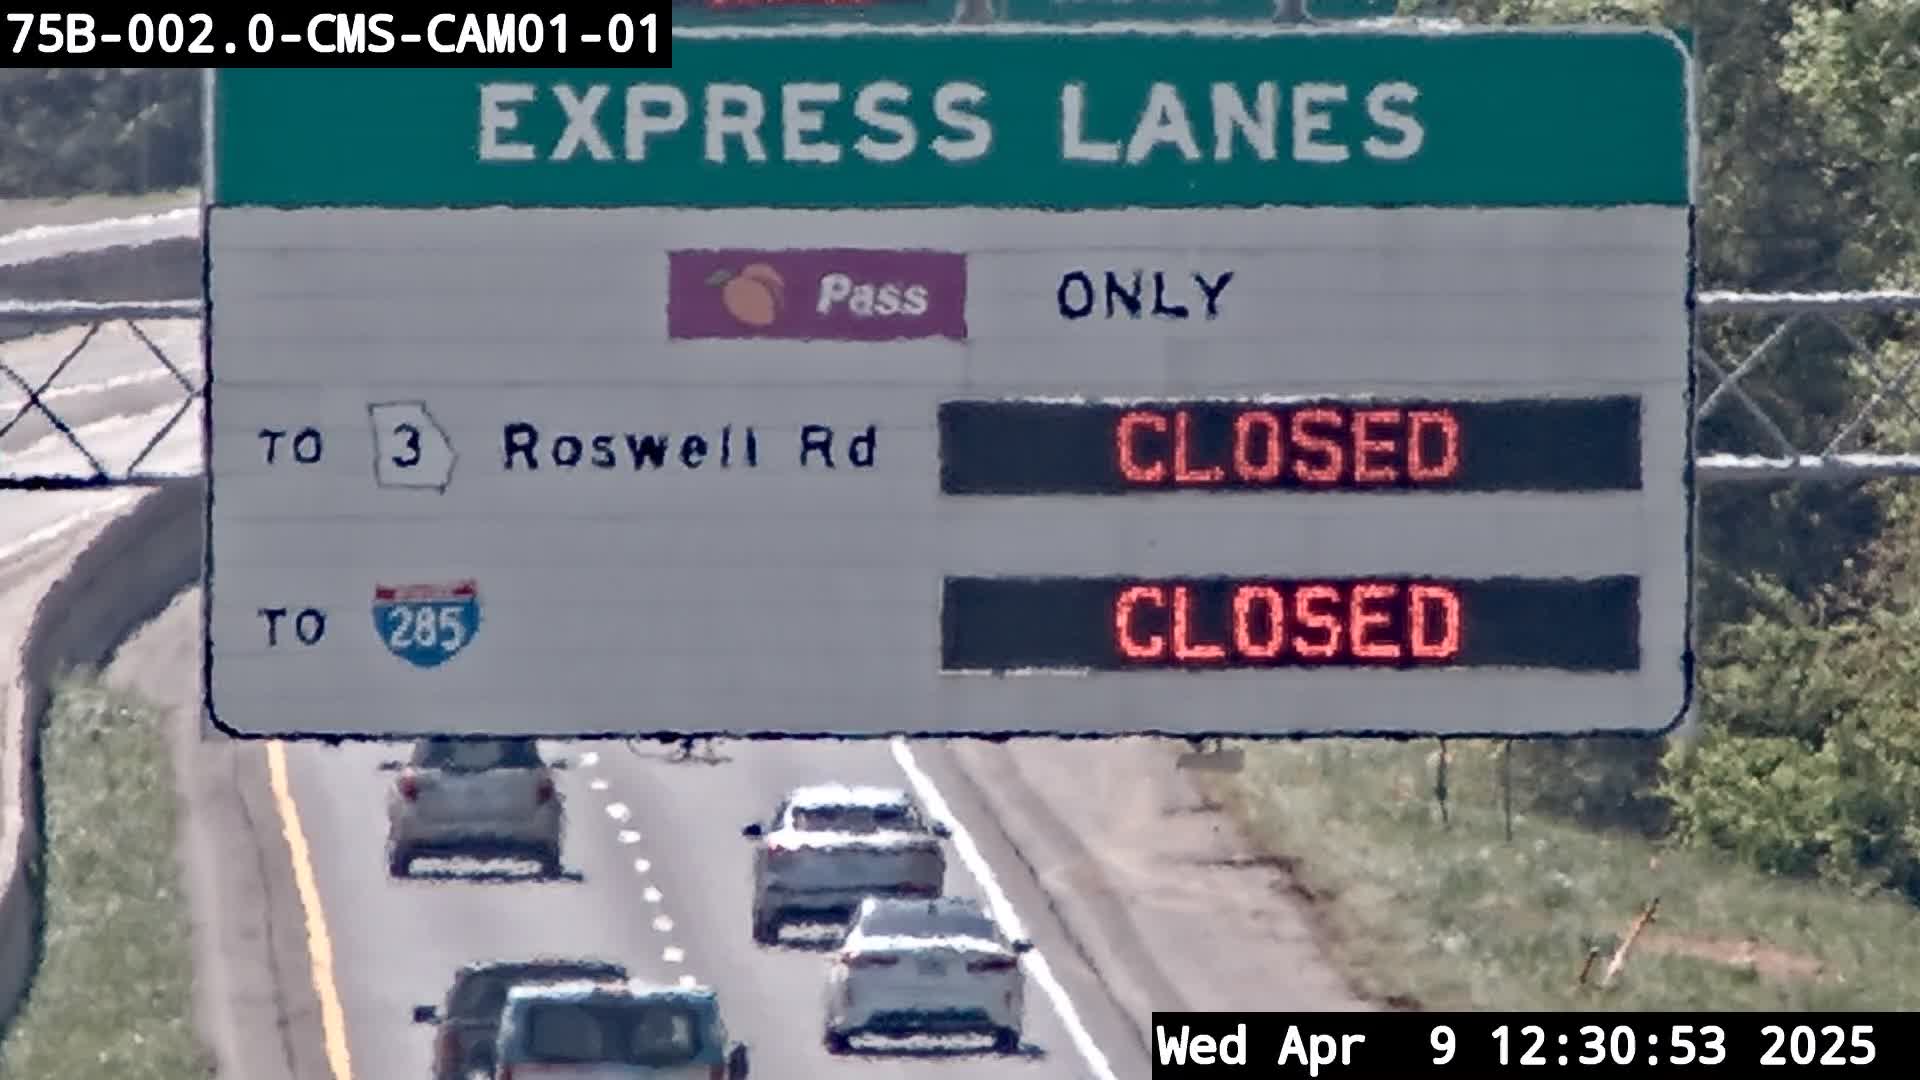 75B-002.0-CMS-CAM01-01
EXPRESS LANES
Pass ONLY
TO 3 Roswell Rd CLOSED
TO 285 CLOSED
Wed Apr 9 12:30:53 2025